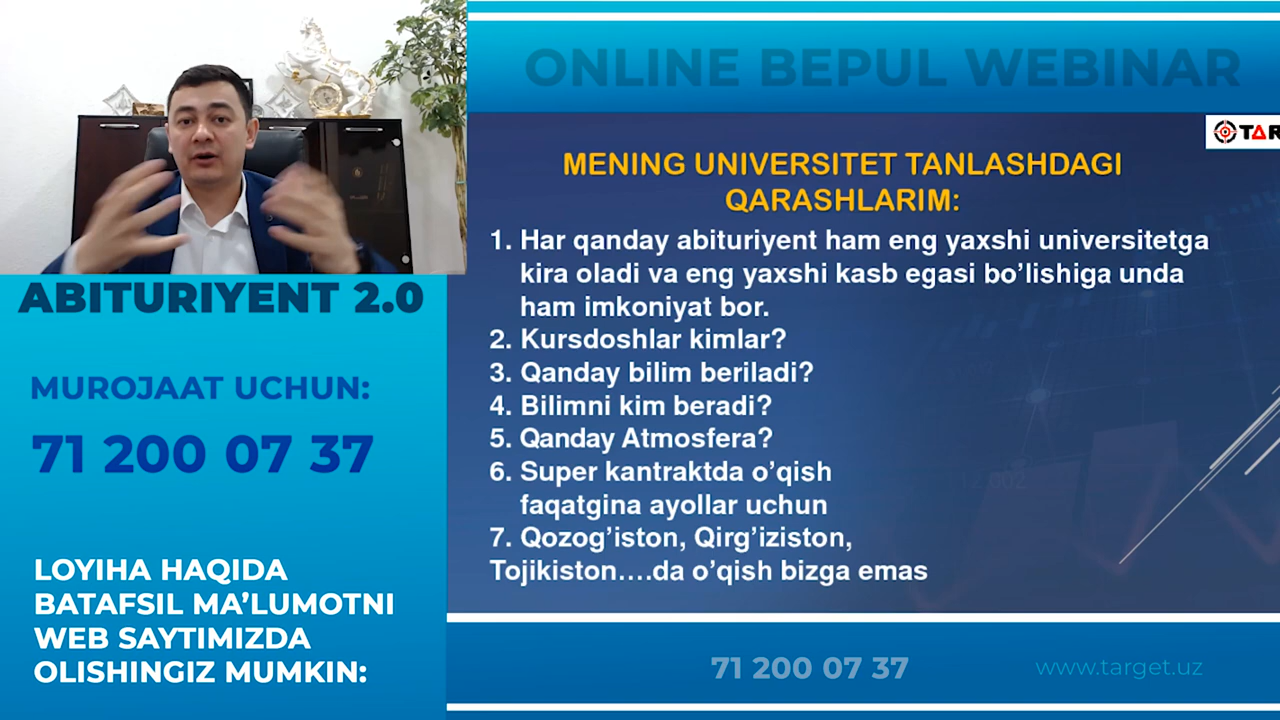 ONLINE BEPUL WEBINAR
MENING UNIVERSITET TANLASHDAGI
QARASHLARIM:
1. Har qanday abituriyent ham eng yaxshi universitetga
kira oladi va eng yaxshi kasb egasi bo’lishiga unda
ham imkoniyat bor.
2. Kursdoshlar kimlar?
3. Qanday bilim beriladi?
4. Bilimni kim beradi?
5. Qanday Atmosfera?
6. Super kantraktda o’qish
faqatgina ayollar uchun
7. Qozog’iston, Qirg’iziston,
Tojikiston....da o’qish bizga emas
ABITURIYENT 2.0
MUROJAAT UCHUN:
71 200 07 37
LOYIHA HAQIDA
BATAFSIL MA’LUMOTNI
WEB SAYTIMIZDA
OLISHINGIZ MUMKIN:
71 200 07 37
www.target.uz